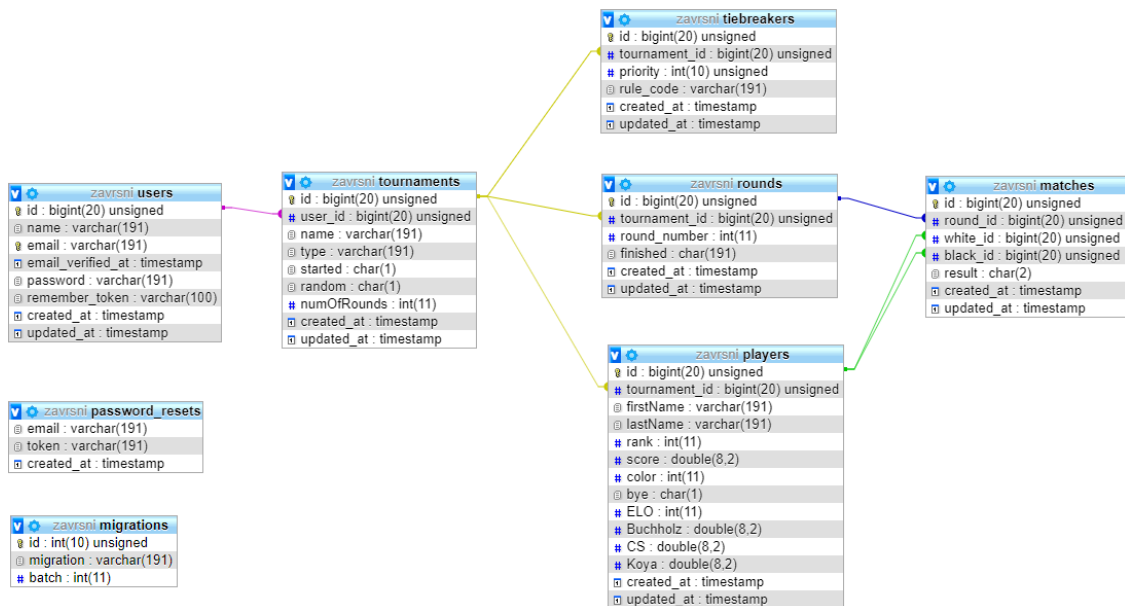 zavrsni tiebreakers
id : bigint(20) unsigned
tournament_id : bigint(20) unsigned
priority : int(10) unsigned
rule_code : varchar(191)
created_at : timestamp
updated_at : timestamp
zavrsni users
id : bigint(20) unsigned
name : varchar(191)
email : varchar(191)
email_verified_at : timestamp
password : varchar(191)
remember_token : varchar(100)
created_at : timestamp
updated_at : timestamp
zavrsni tournaments
id : bigint(20) unsigned
user_id : bigint(20) unsigned
name : varchar(191)
type : varchar(191)
started : char(1)
random : char(1)
numOfRounds : int(11)
created_at : timestamp
updated_at : timestamp
zavrsni rounds
id : bigint(20) unsigned
tournament_id : bigint(20) unsigned
round_number : int(11)
finished : char(191)
created_at : timestamp
updated_at : timestamp
zavrsni matches
id : bigint(20) unsigned
round_id : bigint(20) unsigned
white_id : bigint(20) unsigned
black_id : bigint(20) unsigned
result : char(2)
created_at : timestamp
updated_at : timestamp
zavrsni players
id : bigint(20) unsigned
tournament_id : bigint(20) unsigned
firstName : varchar(191)
lastName : varchar(191)
rank : int(11)
score : double(8,2)
color : int(11)
bye : char(1)
ELO : int(11)
Buchholz : double(8,2)
CS : double(8,2)
Koya : double(8,2)
created_at : timestamp
updated_at : timestamp
zavrsni password_resets
email : varchar(191)
token : varchar(191)
created_at : timestamp
zavrsni migrations
id : int(10) unsigned
migration : varchar(191)
batch : int(11)